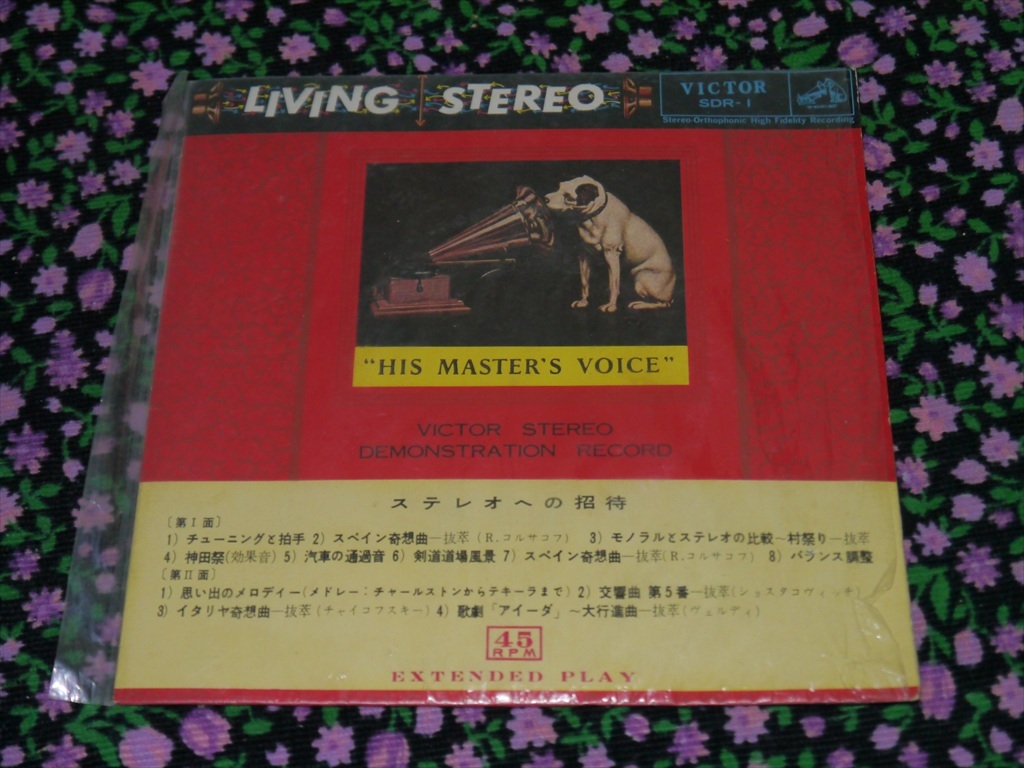 LIVING STEREO
VICTOR
SDR-1
Stereo-Orthophonic High Fidelity Recording
"HIS MASTER'S VOICE"
VICTOR STEREO
DEMONSTRATION RECORD
ステレオへの招待
〔第Ⅰ面〕
1) チューニングと拍手 2) スペイン奇想曲—抜萃 (R.コルサコフ) 3) モノラルとステレオの比較~村祭り—抜萃
4) 神田祭(効果音) 5) 汽車の通過音 6) 剣道道場風景 7) スペイン奇想曲—抜萃(R.コルサコフ) 8) バランス調整
〔第Ⅱ面〕
1) 思い出のメロディー(メドレー:チャールストンからテキーラまで) 2) 交響曲 第5番—抜萃(ショスタコヴィッチ)
3) イタリヤ奇想曲—抜萃(チャイコフスキー) 4) 歌劇「アイーダ」~大行進曲—抜萃(ヴェルディ)
45
RPM
EXTENDED PLAY